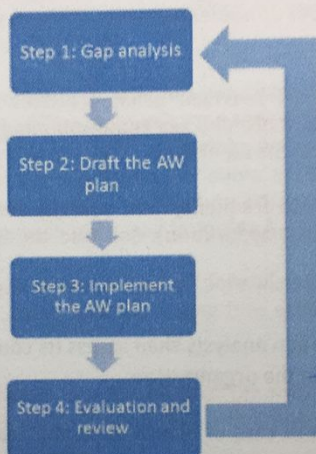 Step 1: Gap analysis
Step 2: Draft the AW
plan
Step 3: Implement
the AW plan
Step 4: Evaluation and
review